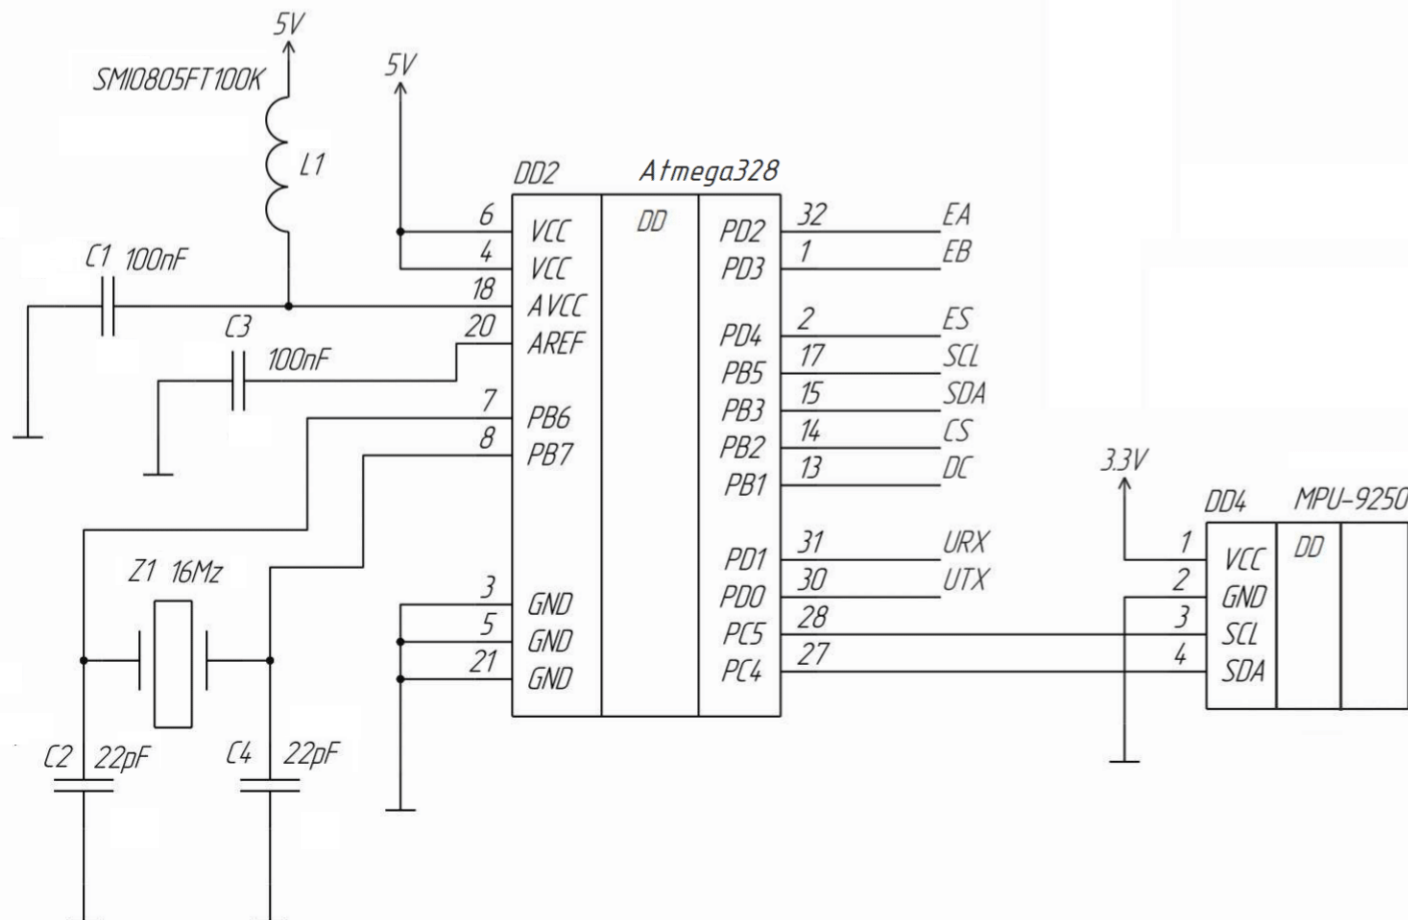 5V
SMI0805FT100K
L1
5V
DD2 Atmega328
DD
6 VCC
4 VCC
18 AVCC
20 AREF
7 PB6
8 PB7
3 GND
5 GND
21 GND
PD2 32 EA
PD3 1 EB
PD4 2 ES
PB5 17 SCL
PB3 15 SDA
PB2 14 CS
PB1 13 DC
PD1 31 URX
PD0 30 UTX
PC5 28
PC4 27
C1 100nF
C3
100nF
Z1 16Mz
C2 22pF
C4 22pF
3.3V
DD4 MPU-9250
DD
1 VCC
2 GND
3 SCL
4 SDA